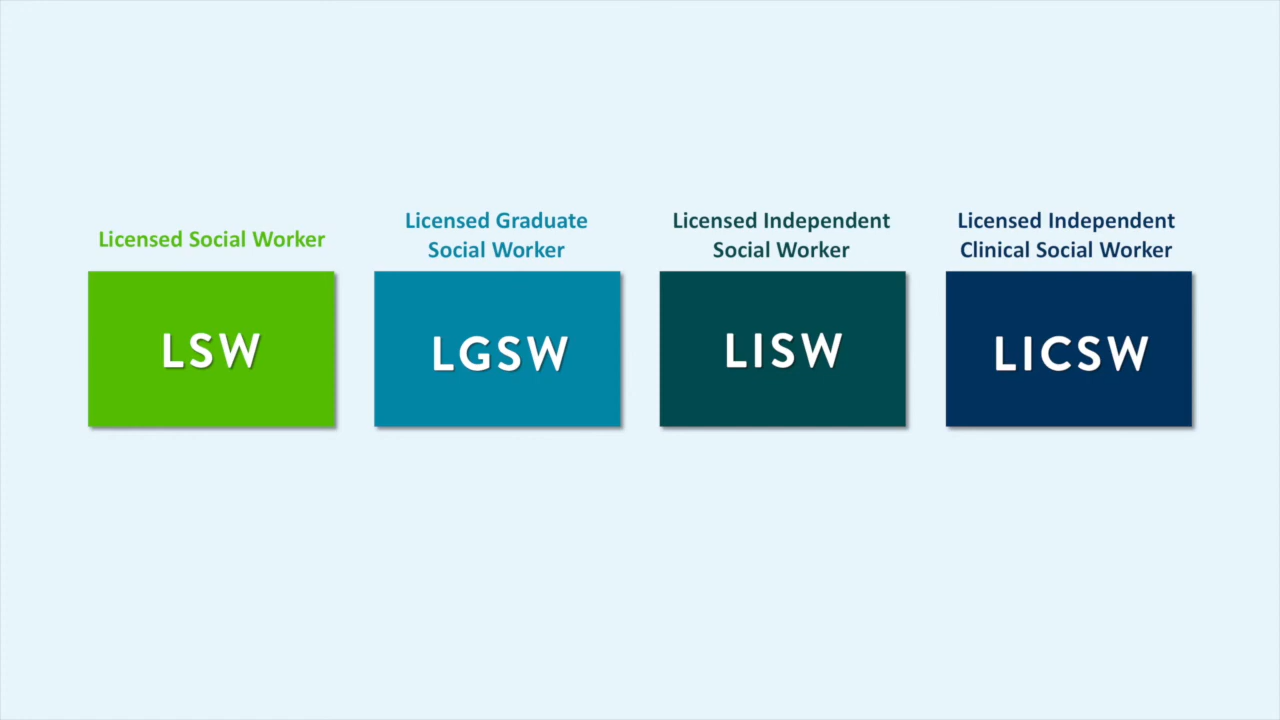 Licensed Social Worker
LSW
Licensed Graduate
Social Worker
LGSW
Licensed Independent
Social Worker
LISW
Licensed Independent
Clinical Social Worker
LICSW